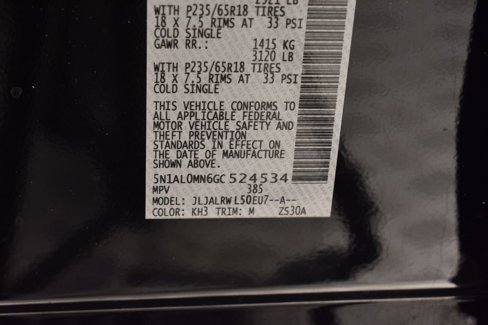 2921 LB
WITH P235/65R18 TIRES
18 X 7.5 RIMS AT 33 PSI
COLD SINGLE
GAWR RR.: 1415 KG
3120 LB
WITH P235/65R18 TIRES
18 X 7.5 RIMS AT 33 PSI
COLD SINGLE
THIS VEHICLE CONFORMS TO
ALL APPLICABLE FEDERAL
MOTOR VEHICLE SAFETY AND
THEFT PREVENTION
STANDARDS IN EFFECT ON
THE DATE OF MANUFACTURE
SHOWN ABOVE.
5N1AL0MN6GC524534
MPV 385
MODEL: JLJALRWL50EU7--A--
COLOR: KH3 TRIM: M ZS30A